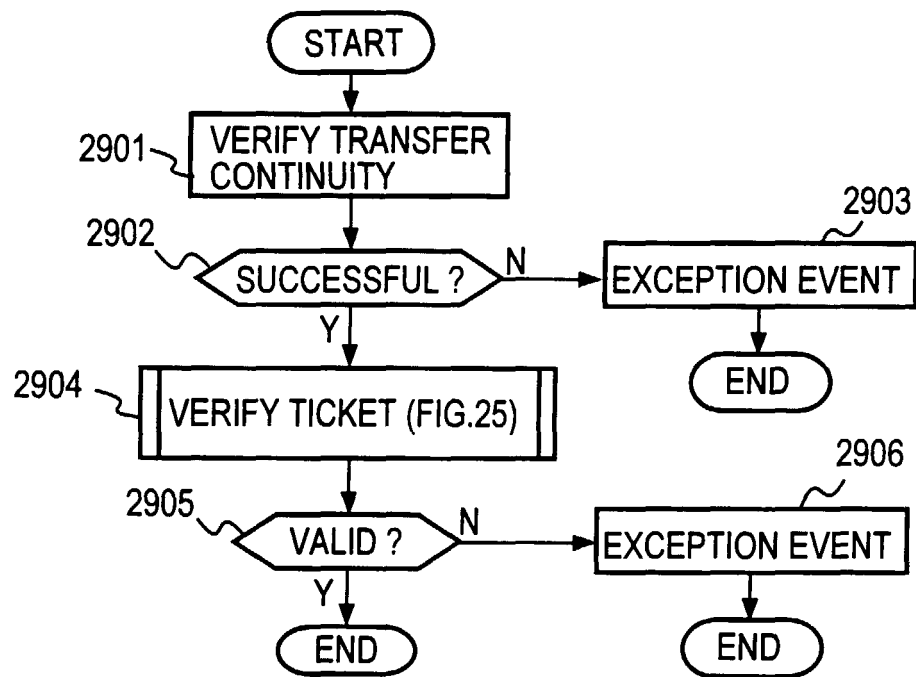 START
2901
VERIFY TRANSFER
CONTINUITY
2902
SUCCESSFUL ?
N
2903
EXCEPTION EVENT
Y
END
2904
VERIFY TICKET (FIG.25)
2905
VALID ?
N
2906
EXCEPTION EVENT
Y
END
END